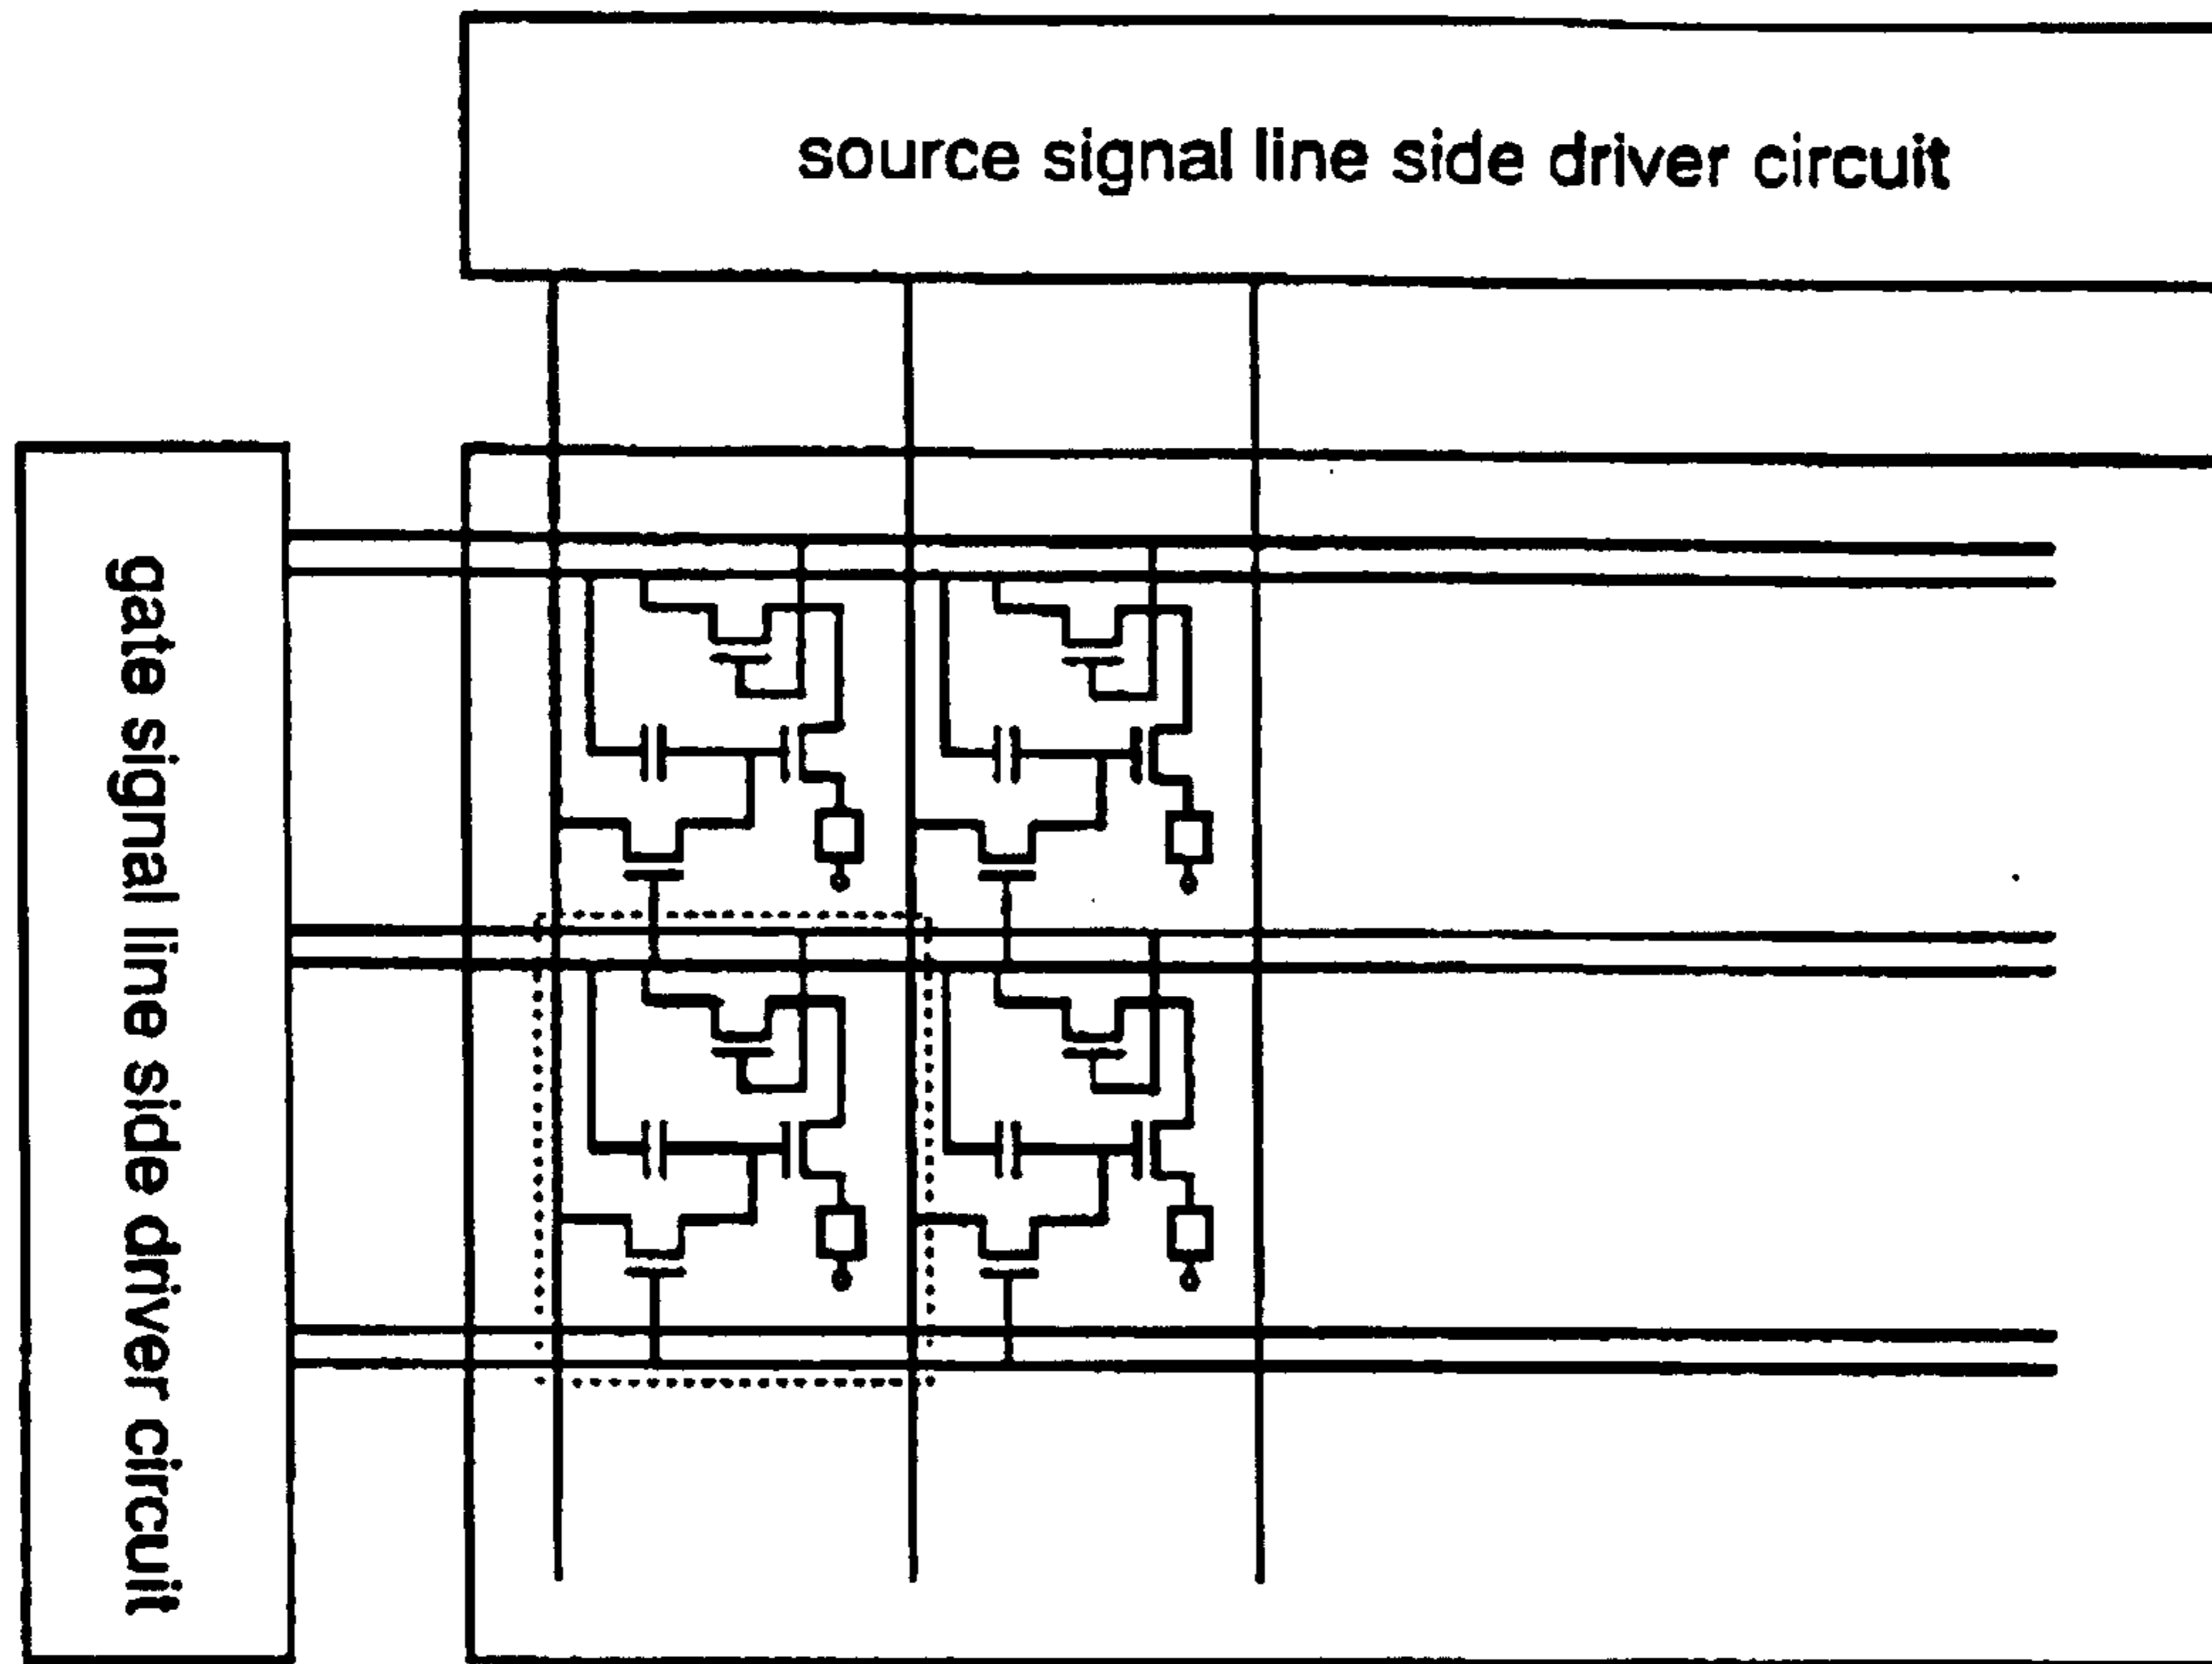 source signal line side driver circuit
gate signal line side driver circuit